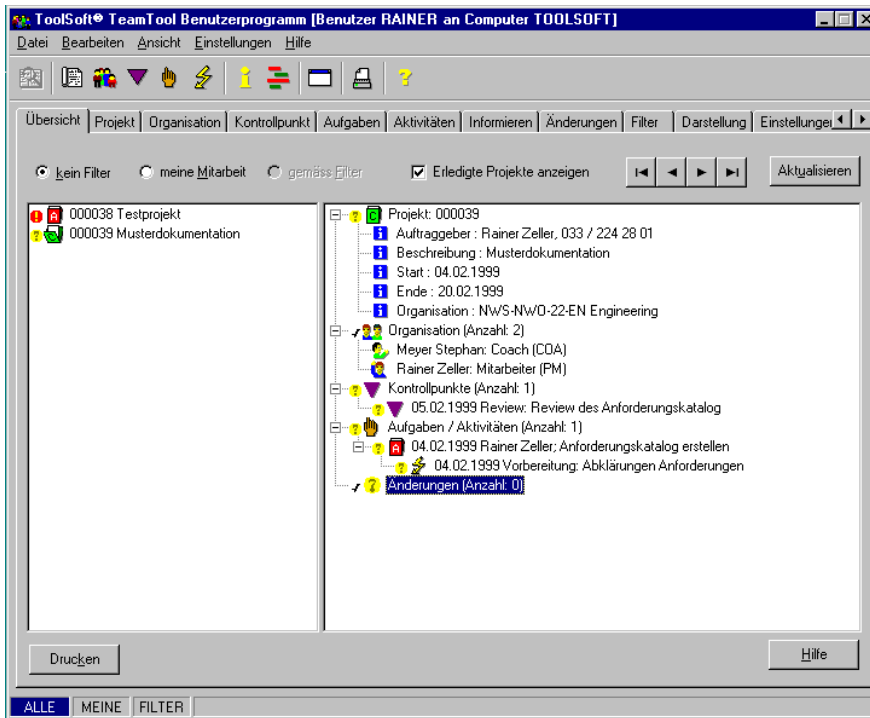 ToolSoft® TeamTool Benutzerprogramm [Benutzer RAINER an Computer TOOLSOFT]
Datei Bearbeiten Ansicht Einstellungen Hilfe
Übersicht Projekt Organisation Kontrollpunkt Aufgaben Aktivitäten Informieren Änderungen Filter Darstellung Einstellungen
kein Filter meine Mitarbeit gemäss Filter Erledigte Projekte anzeigen Aktualisieren
000038 Testprojekt
000039 Musterdokumentation
Projekt: 000039
Auftraggeber : Rainer Zeller, 033 / 224 28 01
Beschreibung : Musterdokumentation
Start : 04.02.1999
Ende : 20.02.1999
Organisation : NWS-NWO-22-EN Engineering
Organisation (Anzahl: 2)
Meyer Stephan: Coach (COA)
Rainer Zeller: Mitarbeiter (PM)
Kontrollpunkte (Anzahl: 1)
05.02.1999 Review: Review des Anforderungskatalog
Aufgaben / Aktivitäten (Anzahl: 1)
04.02.1999 Rainer Zeller; Anforderungskatalog erstellen
04.02.1999 Vorbereitung: Abklärungen Anforderungen
Änderungen (Anzahl: 0)
Drucken
Hilfe
ALLE MEINE FILTER